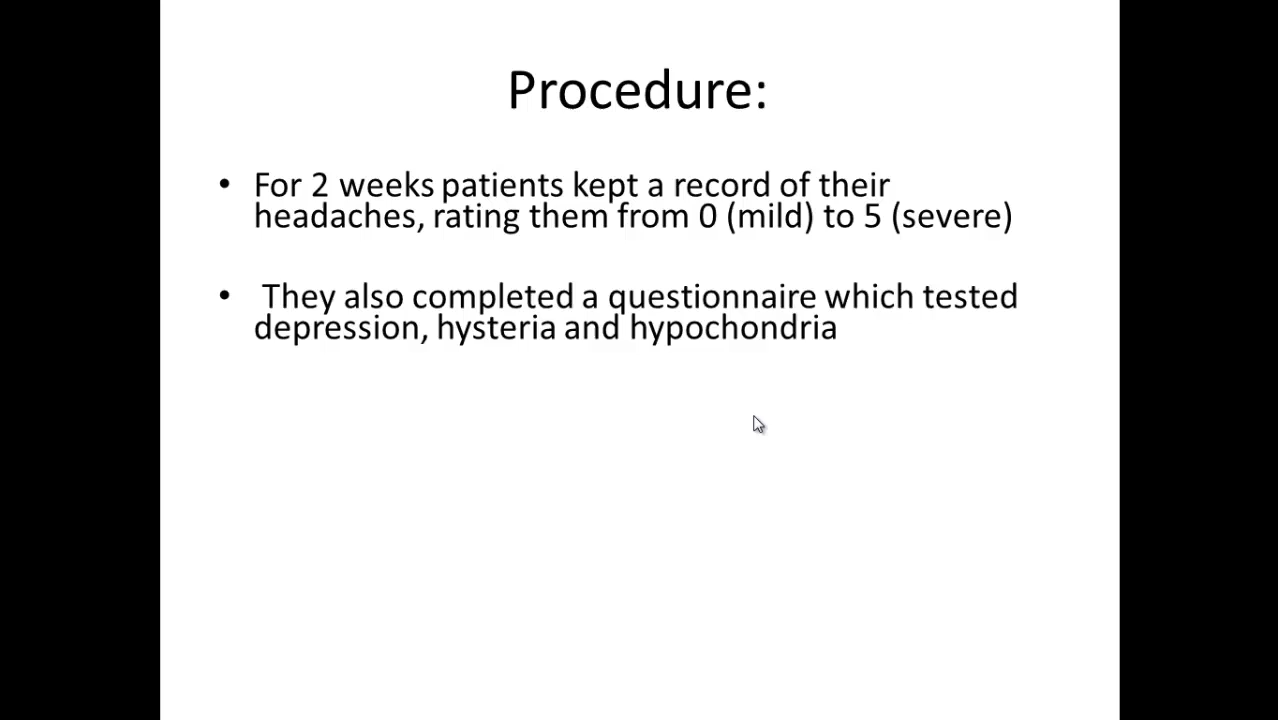 Procedure:
• For 2 weeks patients kept a record of their
headaches, rating them from 0 (mild) to 5 (severe)
• They also completed a questionnaire which tested
depression, hysteria and hypochondria